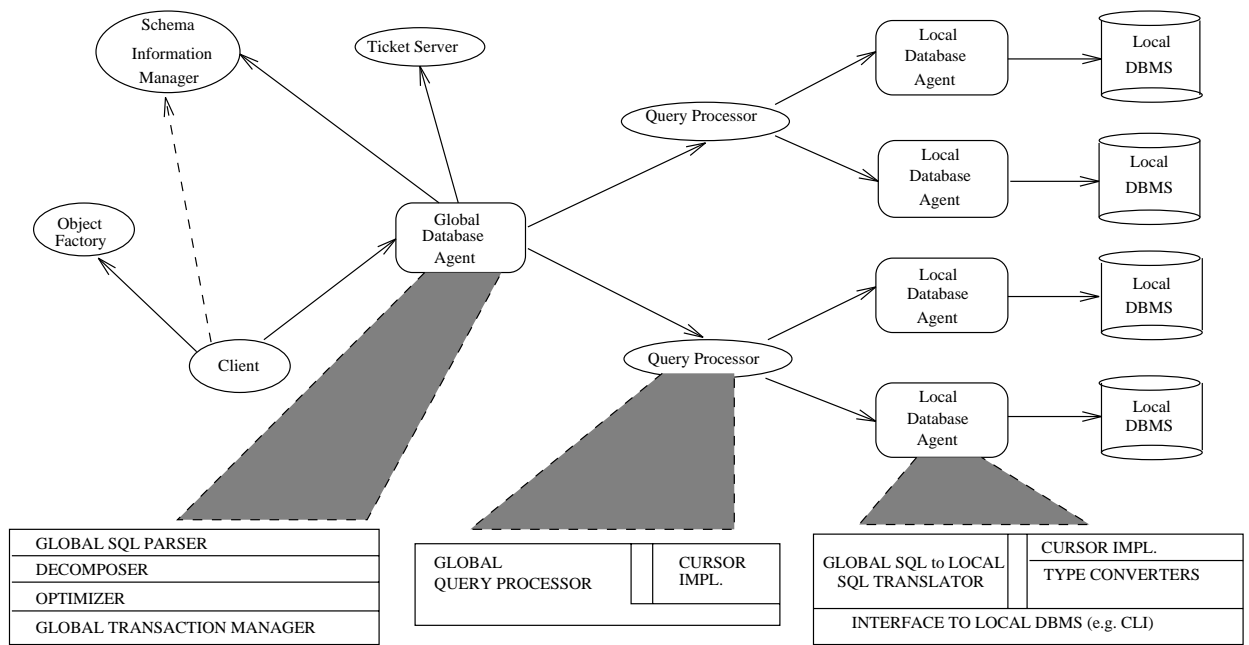 Schema
Information
Manager
Ticket Server
Object
Factory
Client
Global
Database
Agent
Query Processor
Query Processor
Local
Database
Agent
Local
DBMS
Local
Database
Agent
Local
DBMS
Local
Database
Agent
Local
DBMS
Local
Database
Agent
Local
DBMS
GLOBAL SQL PARSER
DECOMPOSER
OPTIMIZER
GLOBAL TRANSACTION MANAGER
GLOBAL
QUERY PROCESSOR
CURSOR
IMPL.
GLOBAL SQL to LOCAL
SQL TRANSLATOR
CURSOR IMPL.
TYPE CONVERTERS
INTERFACE TO LOCAL DBMS (e.g. CLI)